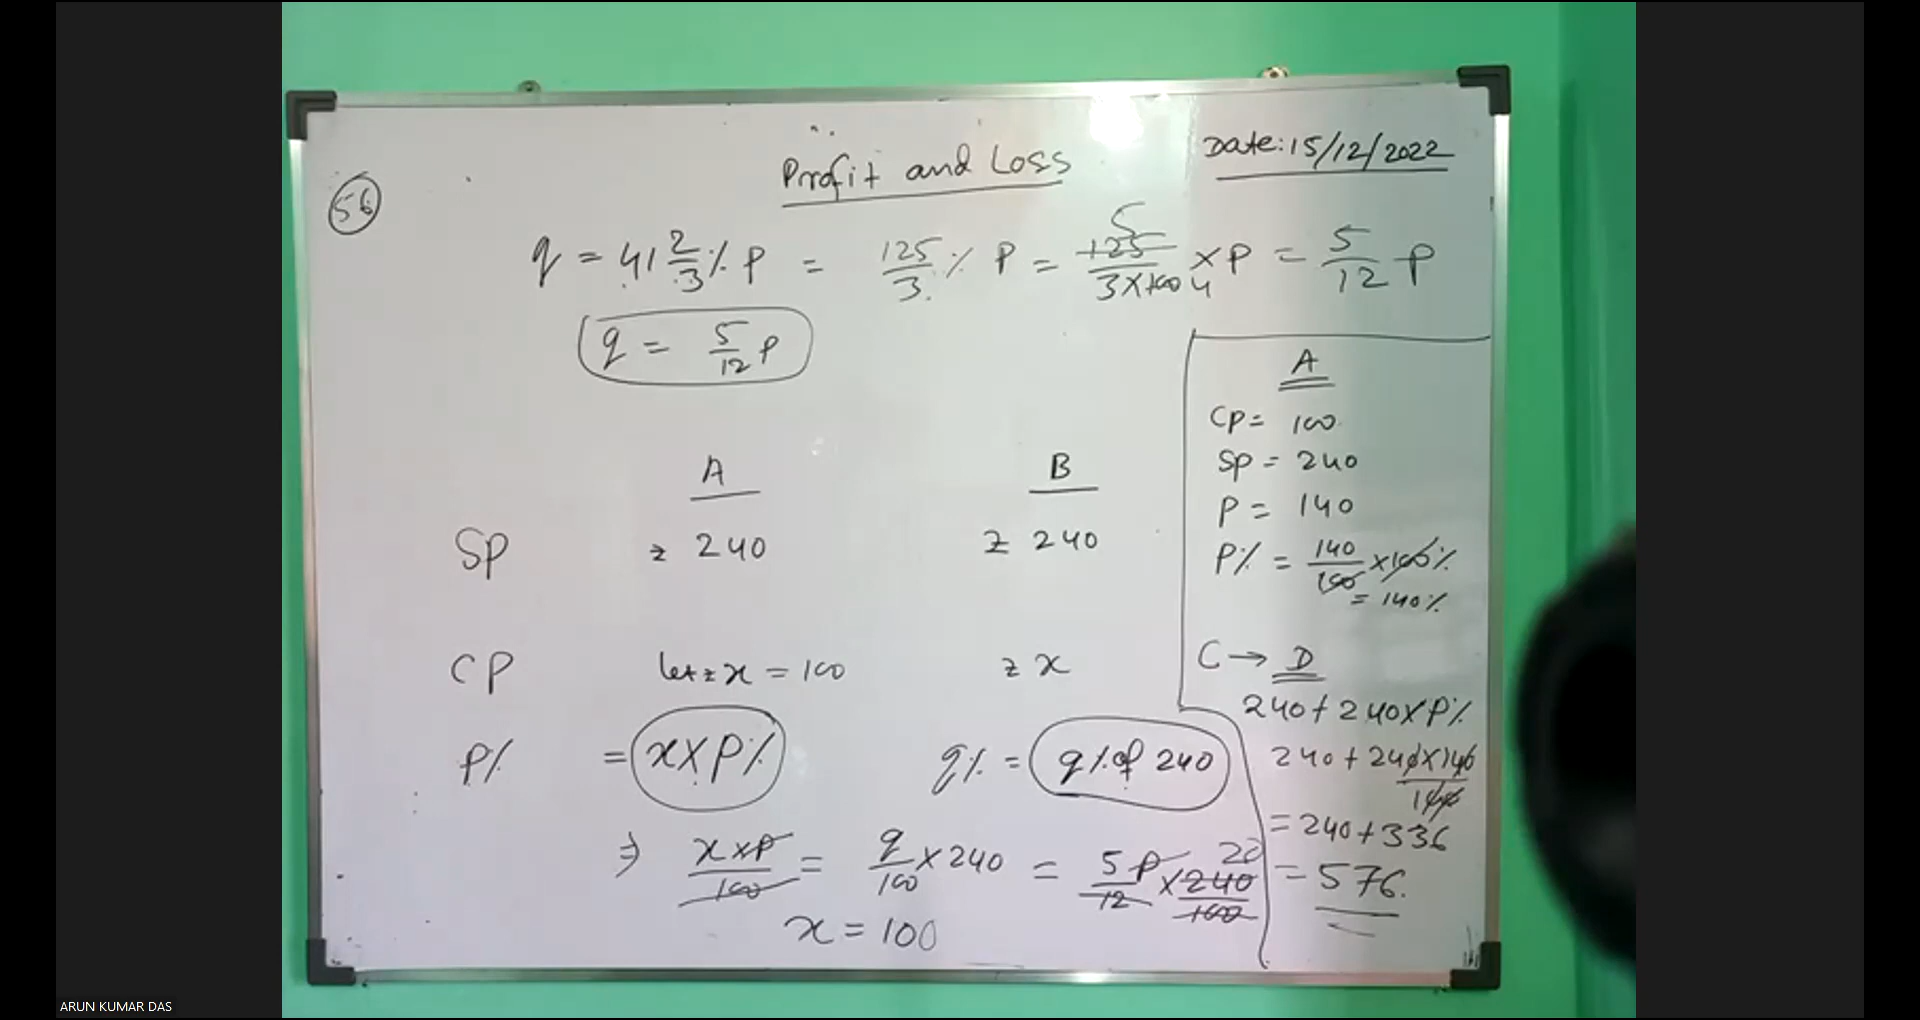 Profit and Loss
Date: 15/12/2022
56
q = 41 2/3 % P = 125/3 % P = 125/(3×100) × P = 5/12 P
5
4
q = 5/12 P
A B
SP z 240 z 240
CP let z x = 100 z x
P% = x × P% q% = q% of 240
⇒ (x × P)/100 = q/100 × 240 = 5P/12 × 240/100
20
x = 100
A
CP = 100
SP = 240
P = 140
P% = 140/100 × 100%
= 140%
C → D
240 + 240 × P%
240 + 240 × 140/100
= 240 + 336
= 576.
ARUN KUMAR DAS